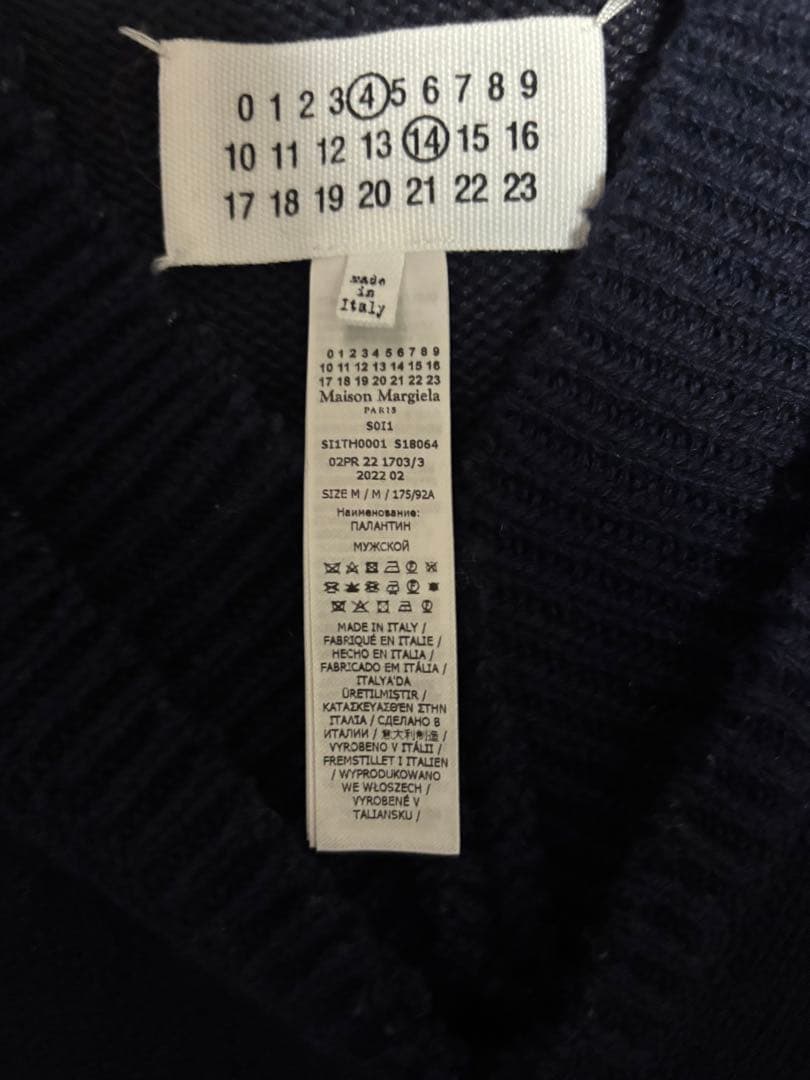 0 1 2 3 4 5 6 7 8 9
10 11 12 13 14 15 16
17 18 19 20 21 22 23
made
in
Italy
0 1 2 3 4 5 6 7 8 9
10 11 12 13 14 15 16
17 18 19 20 21 22 23
Maison Margiela
PARIS
S0I1
SI1TH0001 S18064
02PR 22 1703/3
2022 02
SIZE M / M / 175/92A
Наименование:
ПАЛАНТИН
МУЖСКОЙ
MADE IN ITALY /
FABRIQUÉ EN ITALIE /
HECHO EN ITALIA /
FABRICADO EM ITÁLIA /
ITALYA'DA
ÜRETILMIŞTIR /
ΚΑΤΑΣΚΕΥΑΣΘΕΝ ΣΤΗΝ
ΙΤΑΛΙΑ / СДЕЛАНО В
ИТАЛИИ / 意大利制造 /
VYROBENO V ITÁLII /
FREMSTILLET I ITALIEN
/ WYPRODUKOWANO
WE WŁOSZECH /
VYROBENÉ V
TALIANSKU /